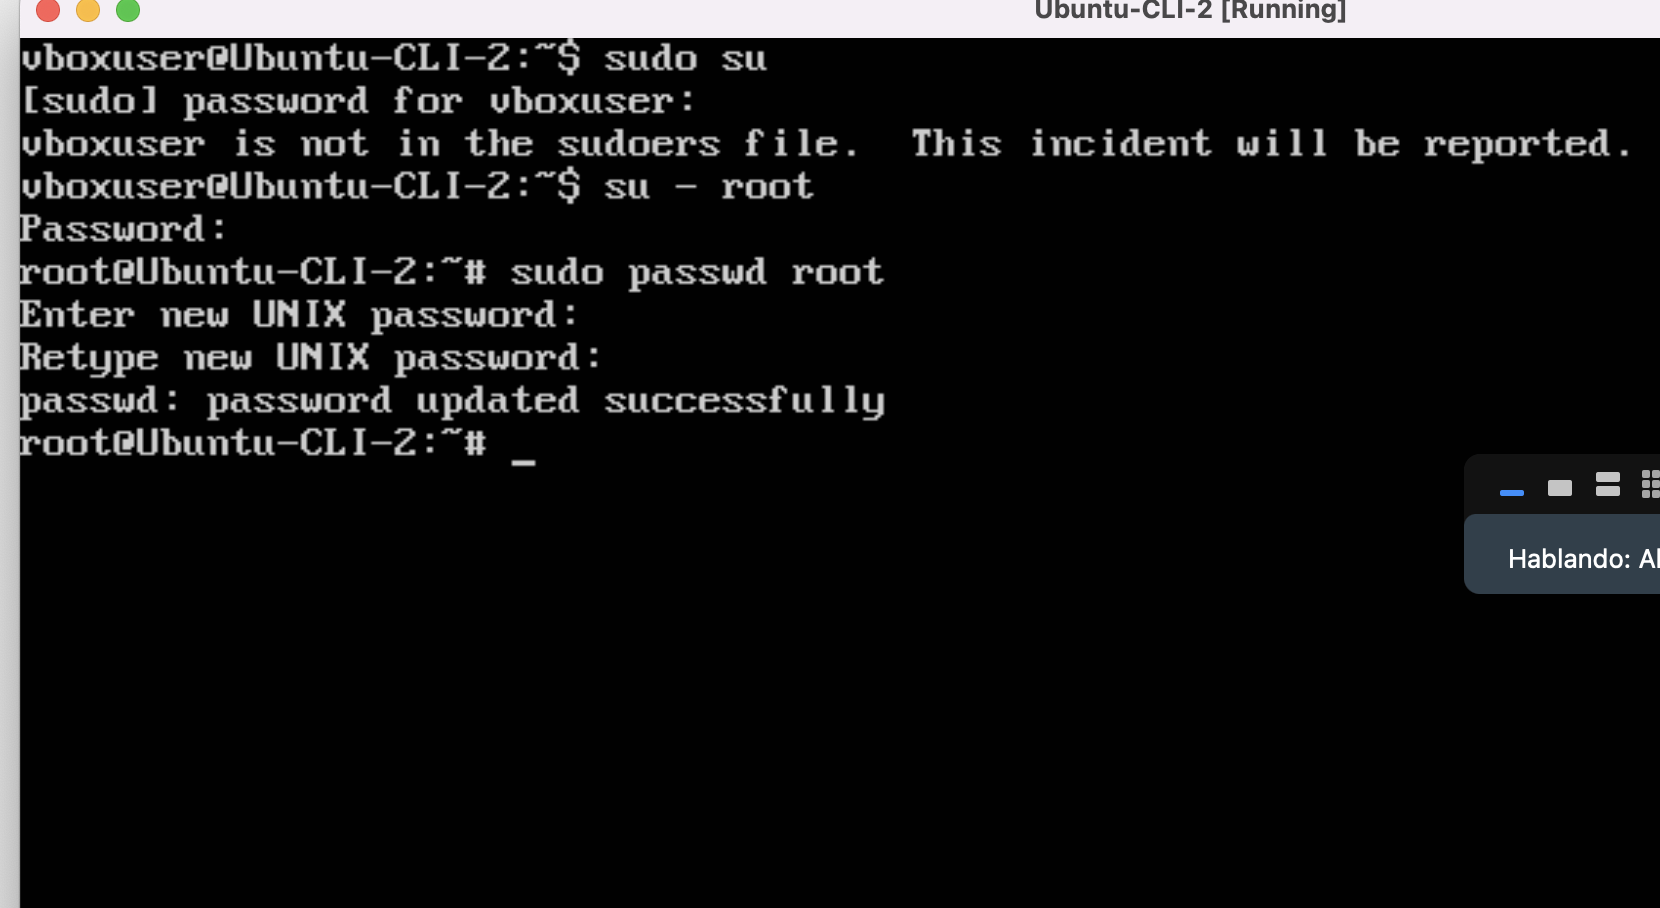 Ubuntu-CLI-2 [Running]
vboxuser@Ubuntu-CLI-2:~$ sudo su
[sudo] password for vboxuser:
vboxuser is not in the sudoers file.  This incident will be reported.
vboxuser@Ubuntu-CLI-2:~$ su - root
Password:
root@Ubuntu-CLI-2:~# sudo passwd root
Enter new UNIX password:
Retype new UNIX password:
passwd: password updated successfully
root@Ubuntu-CLI-2:~# _
Hablando: